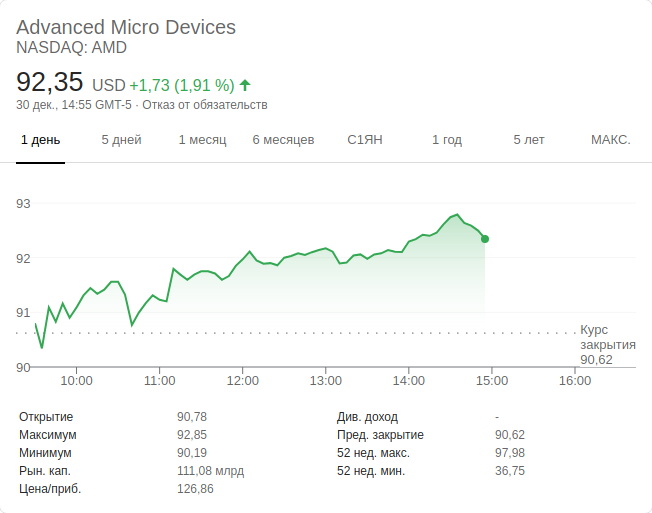 Advanced Micro Devices
NASDAQ: AMD
92,35 USD +1,73 (1,91 %)
30 дек., 14:55 GMT-5 · Отказ от обязательств
1 день 5 дней 1 месяц 6 месяцев С1ЯН 1 год 5 лет МАКС.
93
92
91
90
Курс
закрытия
90,62
10:00 11:00 12:00 13:00 14:00 15:00 16:00
Открытие 90,78 Див. доход -
Максимум 92,85 Пред. закрытие 90,62
Минимум 90,19 52 нед. макс. 97,98
Рын. кап. 111,08 млрд 52 нед. мин. 36,75
Цена/приб. 126,86